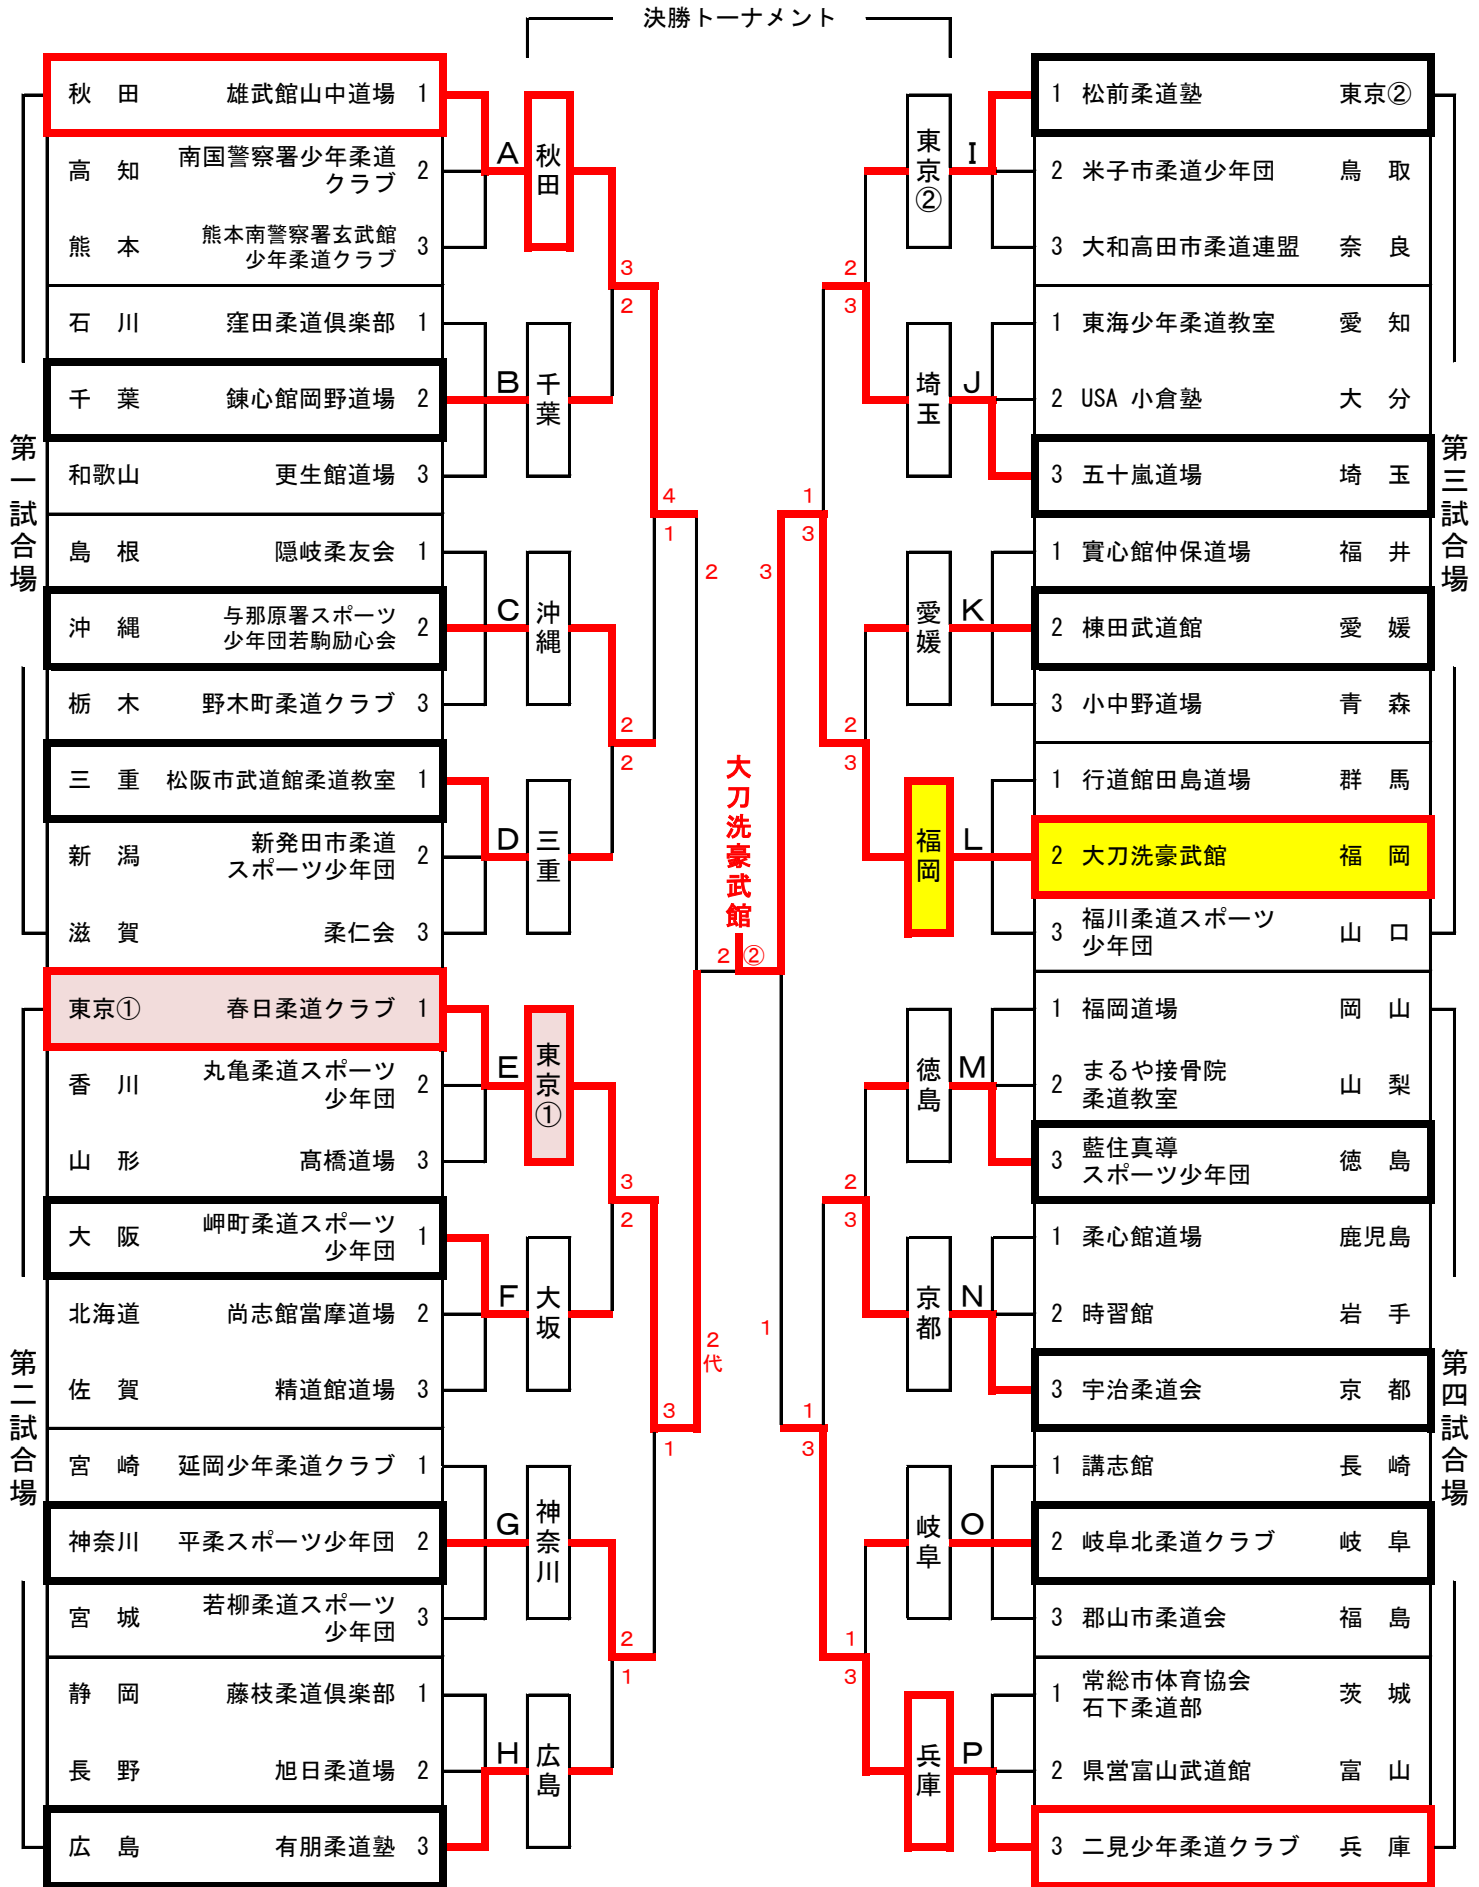 決勝トーナメント
第一試合場
秋 田 雄武館山中道場 1
高 知 南国警察署少年柔道
クラブ 2
熊 本 熊本南警察署玄武館
少年柔道クラブ 3
A
秋田
石 川 窪田柔道倶楽部 1
千 葉 錬心館岡野道場 2
和歌山 更生館道場 3
B
千葉
3
2
島 根 隠岐柔友会 1
沖 縄 与那原署スポーツ
少年団若駒励心会 2
栃 木 野木町柔道クラブ 3
C
沖縄
三 重 松阪市武道館柔道教室 1
新 潟 新発田市柔道
スポーツ少年団 2
滋 賀 柔仁会 3
D
三重
2
2
4
1
2
第二試合場
東京① 春日柔道クラブ 1
香 川 丸亀柔道スポーツ
少年団 2
山 形 髙橋道場 3
E
東京①
大 阪 岬町柔道スポーツ
少年団 1
北海道 尚志館當摩道場 2
佐 賀 精道館道場 3
F
大坂
3
2
宮 崎 延岡少年柔道クラブ 1
神奈川 平柔スポーツ少年団 2
宮 城 若柳柔道スポーツ
少年団 3
G
神奈川
静 岡 藤枝柔道倶楽部 1
長 野 旭日柔道場 2
広 島 有朋柔道塾 3
H
広島
2
1
3
1
2
代
大刀洗豪武館
2 ②
第三試合場
1 松前柔道塾 東京②
2 米子市柔道少年団 鳥 取
3 大和高田市柔道連盟 奈 良
I
東京②
1 東海少年柔道教室 愛 知
2 USA 小倉塾 大 分
3 五十嵐道場 埼 玉
J
埼玉
2
3
1 實心館仲保道場 福 井
2 棟田武道館 愛 媛
3 小中野道場 青 森
K
愛媛
1 行道館田島道場 群 馬
2 大刀洗豪武館 福 岡
3 福川柔道スポーツ
少年団 山 口
L
福岡
2
3
1
3
3
第四試合場
1 福岡道場 岡 山
2 まるや接骨院
柔道教室 山 梨
3 藍住真導
スポーツ少年団 徳 島
M
徳島
1 柔心館道場 鹿児島
2 時習館 岩 手
3 宇治柔道会 京 都
N
京都
2
3
1 講志館 長 崎
2 岐阜北柔道クラブ 岐 阜
3 郡山市柔道会 福 島
O
岐阜
1 常総市体育協会
石下柔道部 茨 城
2 県営富山武道館 富 山
3 二見少年柔道クラブ 兵 庫
P
兵庫
1
3
1
3
1